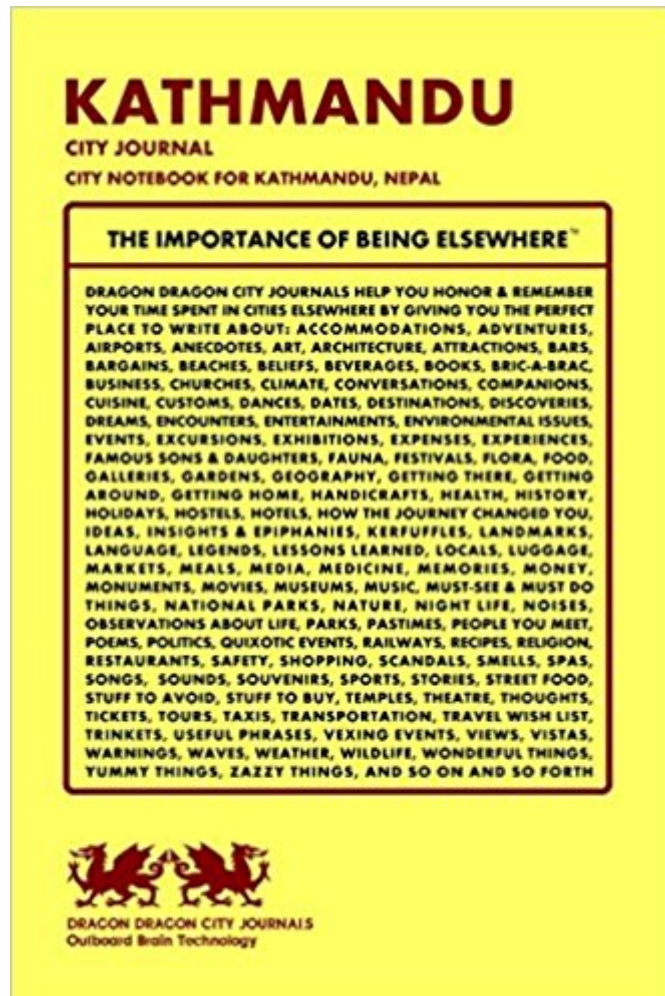 KATHMANDU
CITY JOURNAL
CITY NOTEBOOK FOR KATHMANDU, NEPAL
THE IMPORTANCE OF BEING ELSEWHERE™
DRAGON DRAGON CITY JOURNALS HELP YOU HONOR & REMEMBER
YOUR TIME SPENT IN CITIES ELSEWHERE BY GIVING YOU THE PERFECT
PLACE TO WRITE ABOUT: ACCOMMODATIONS, ADVENTURES,
AIRPORTS, ANECDOTES, ART, ARCHITECTURE, ATTRACTIONS, BARS,
BARGAINS, BEACHES, BELIEFS, BEVERAGES, BOOKS, BRIC-A-BRAC,
BUSINESS, CHURCHES, CLIMATE, CONVERSATIONS, COMPANIONS,
CUISINE, CUSTOMS, DANCES, DATES, DESTINATIONS, DISCOVERIES,
DREAMS, ENCOUNTERS, ENTERTAINMENTS, ENVIRONMENTAL ISSUES,
EVENTS, EXCURSIONS, EXHIBITIONS, EXPENSES, EXPERIENCES,
FAMOUS SONS & DAUGHTERS, FAUNA, FESTIVALS, FLORA, FOOD,
GALLERIES, GARDENS, GEOGRAPHY, GETTING THERE, GETTING
AROUND, GETTING HOME, HANDICRAFTS, HEALTH, HISTORY,
HOLIDAYS, HOSTELS, HOTELS, HOW THE JOURNEY CHANGED YOU,
IDEAS, INSIGHTS & EPIPHANIES, KERFUFFLES, LANDMARKS,
LANGUAGE, LEGENDS, LESSONS LEARNED, LOCALS, LUGGAGE,
MARKETS, MEALS, MEDIA, MEDICINE, MEMORIES, MONEY,
MONUMENTS, MOVIES, MUSEUMS, MUSIC, MUST-SEE & MUST DO
THINGS, NATIONAL PARKS, NATURE, NIGHT LIFE, NOISES,
OBSERVATIONS ABOUT LIFE, PARKS, PASTIMES, PEOPLE YOU MEET,
POEMS, POLITICS, QUIXOTIC EVENTS, RAILWAYS, RECIPES, RELIGION,
RESTAURANTS, SAFETY, SHOPPING, SCANDALS, SMELLS, SPAS,
SONGS, SOUNDS, SOUVENIRS, SPORTS, STORIES, STREET FOOD,
STUFF TO AVOID, STUFF TO BUY, TEMPLES, THEATRE, THOUGHTS,
TICKETS, TOURS, TAXIS, TRANSPORTATION, TRAVEL WISH LIST,
TRINKETS, USEFUL PHRASES, VEXING EVENTS, VIEWS, VISTAS,
WARNINGS, WAVES, WEATHER, WILDLIFE, WONDERFUL THINGS,
YUMMY THINGS, ZAZZY THINGS, AND SO ON AND SO FORTH
DRAGON DRAGON CITY JOURNALS
Outboard Brain Technology